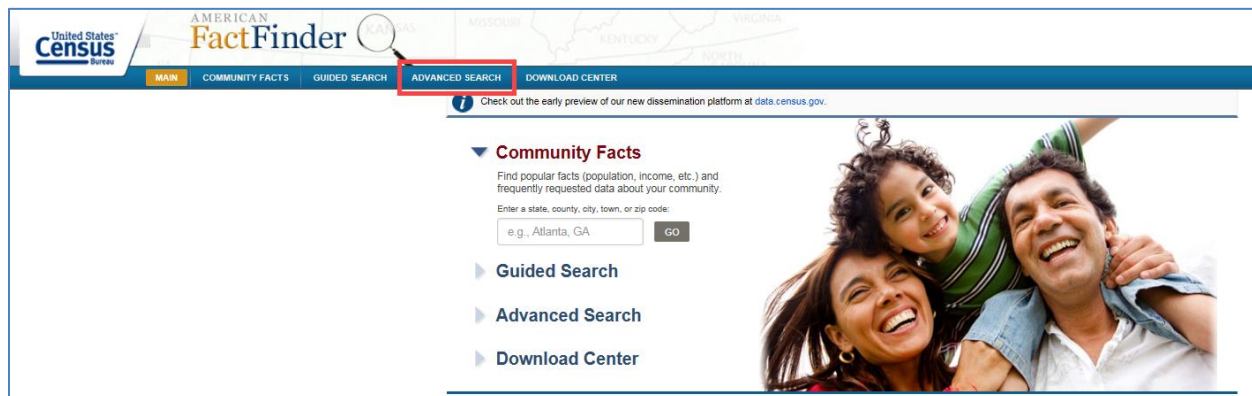 United States™
Census
Bureau
AMERICAN
FactFinder
KANSAS
MISSOURI
KENTUCKY
VIRGINIA
NORTH
MAIN
COMMUNITY FACTS
GUIDED SEARCH
ADVANCED SEARCH
DOWNLOAD CENTER
i Check out the early preview of our new dissemination platform at data.census.gov.
Community Facts
Find popular facts (population, income, etc.) and
frequently requested data about your community.
Enter a state, county, city, town, or zip code:
e.g., Atlanta, GA
GO
Guided Search
Advanced Search
Download Center